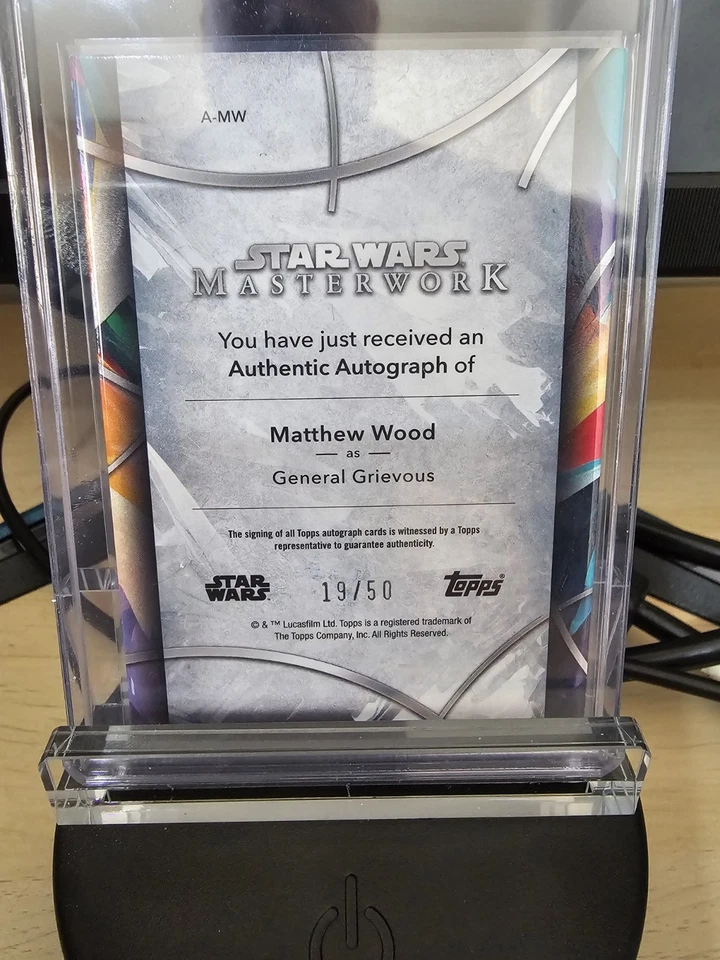 A-MW
STAR WARS
MASTERWORK
You have just received an
Authentic Autograph of
Matthew Wood
as
General Grievous
The signing of all Topps autograph cards is witnessed by a Topps
representative to guarantee authenticity.
STAR WARS 19/50 topps®
© & ™ Lucasfilm Ltd. Topps is a registered trademark of
The Topps Company, Inc. All Rights Reserved.